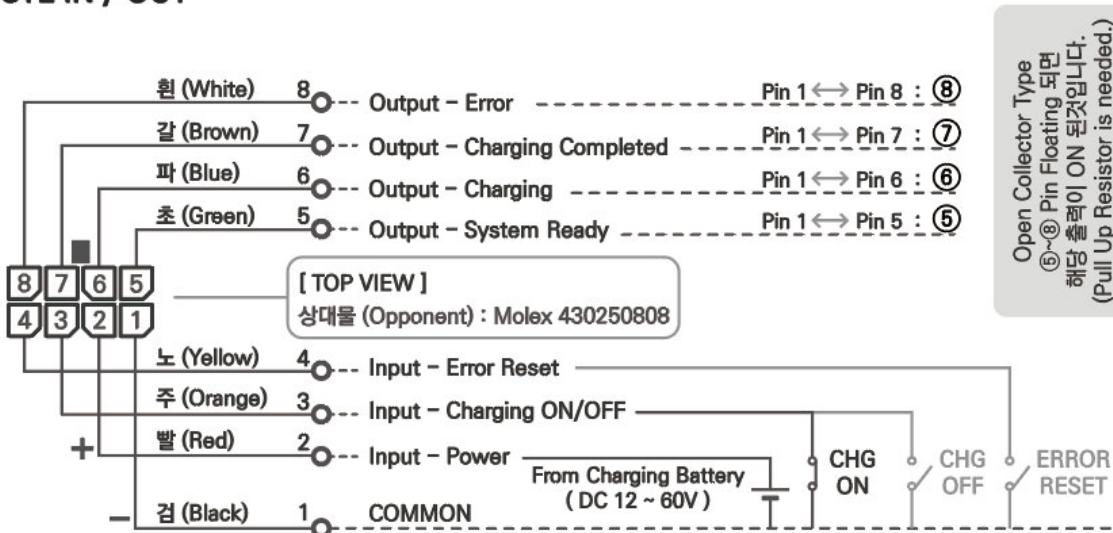 흰 (White) 8 Output - Error Pin 1 ↔ Pin 8 : ⑧
갈 (Brown) 7 Output - Charging Completed Pin 1 ↔ Pin 7 : ⑦
파 (Blue) 6 Output - Charging Pin 1 ↔ Pin 6 : ⑥
초 (Green) 5 Output - System Ready Pin 1 ↔ Pin 5 : ⑤
Open Collector Type
⑤~⑧ Pin Floating 되면
해당 출력이 ON 된것입니다.
(Pull Up Resistor is needed.)
8 7 6 5
4 3 2 1
[ TOP VIEW ]
상대물 (Opponent) : Molex 430250808
노 (Yellow) 4 Input - Error Reset
주 (Orange) 3 Input - Charging ON/OFF
+ 빨 (Red) 2 Input - Power
From Charging Battery
( DC 12 ~ 60V )
CHG
ON
CHG
OFF
ERROR
RESET
- 검 (Black) 1 COMMON